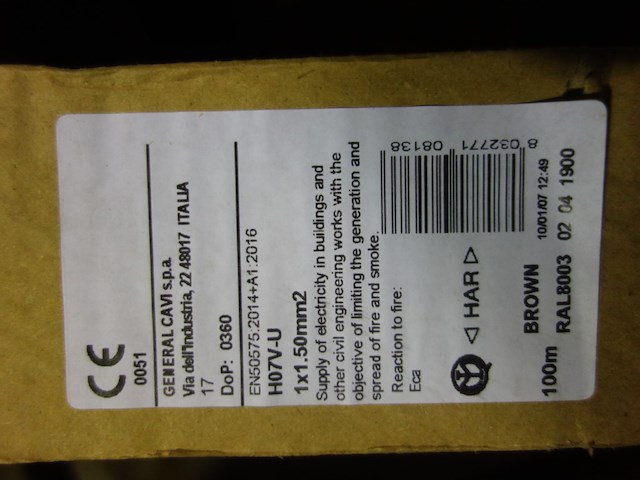 CE
0051
GENERAL CAVI s.p.a.
Via dell'Industria, 22 48017 ITALIA
17
DoP: 0360
EN50575:2014+A1:2016
H07V-U
1x1.50mm2
Supply of electricity in buildings and
other civil engineering works with the
objective of limiting the generation and
spread of fire and smoke.
Reaction to fire:
Eca
8 032771 08138
◁ HAR ▷
100m BROWN 10/01/07 12:49
RAL8003 02 04 1900